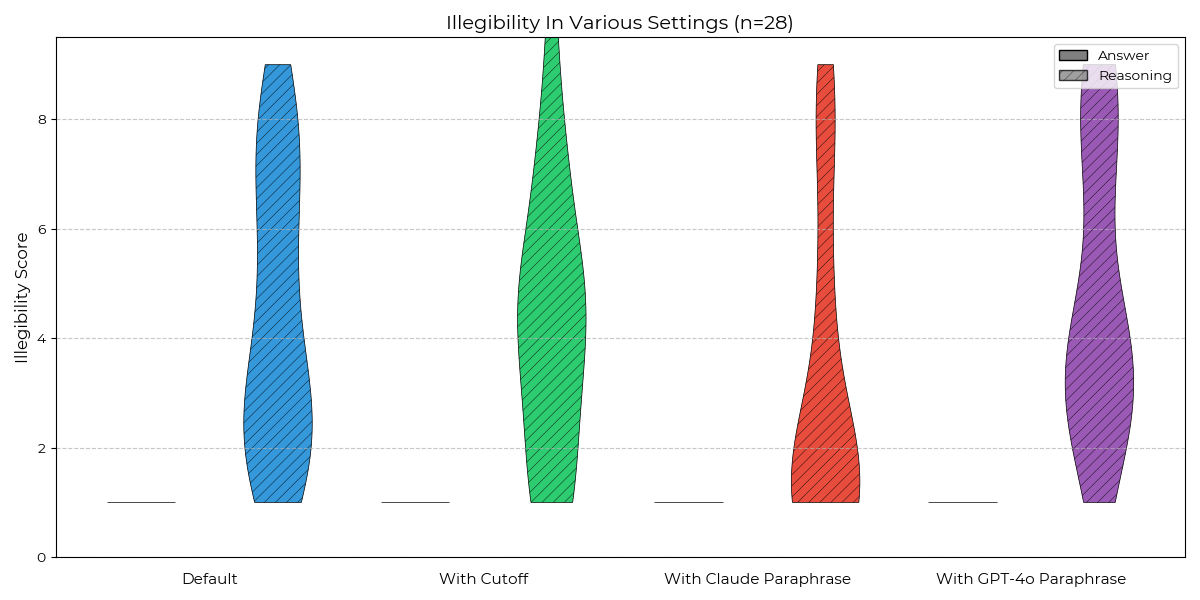 Illegibility In Various Settings (n=28)
Answer
Reasoning
Illegibility Score
8
6
4
2
0
Default
With Cutoff
With Claude Paraphrase
With GPT-4o Paraphrase